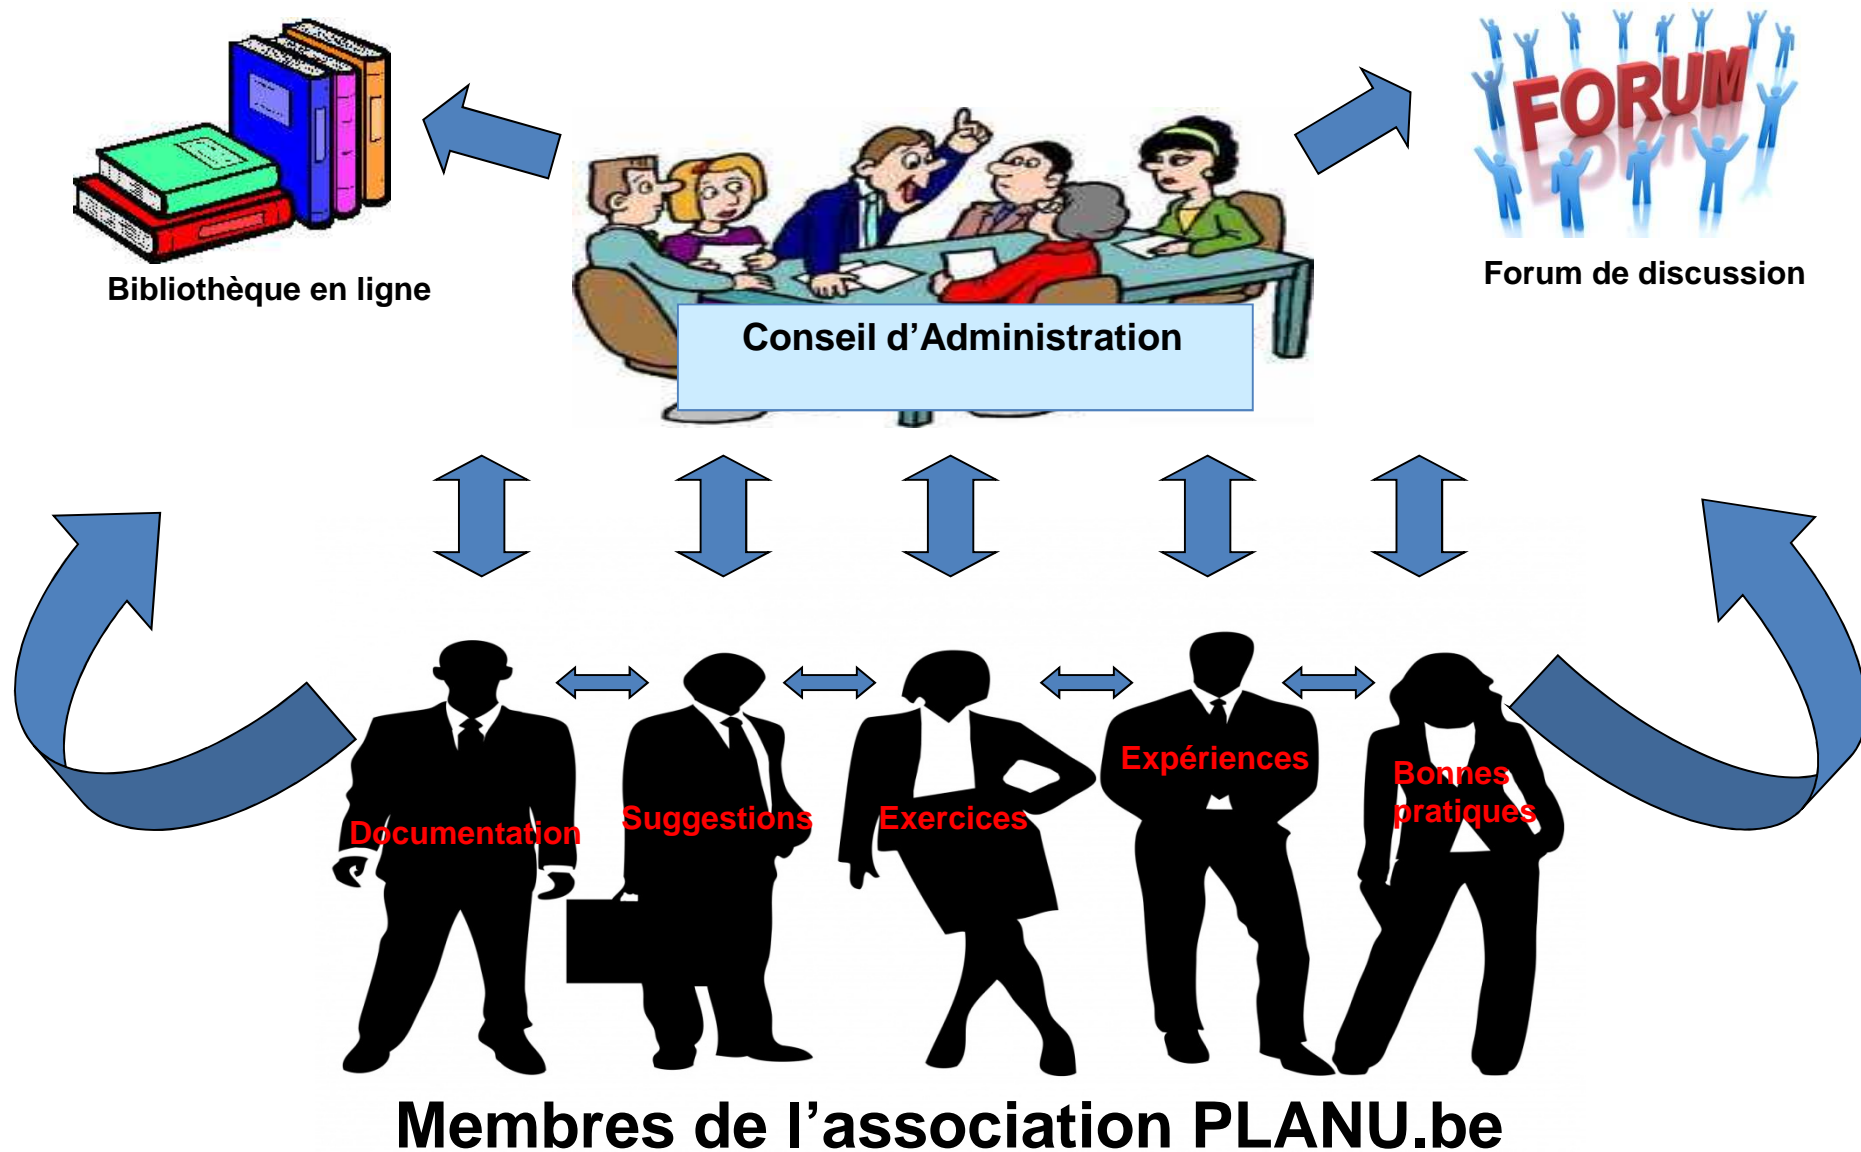 FORUM
Bibliothèque en ligne
Forum de discussion
Conseil d’Administration
Documentation
Suggestions
Exercices
Expériences
Bonnes
pratiques
Membres de l’association PLANU.be